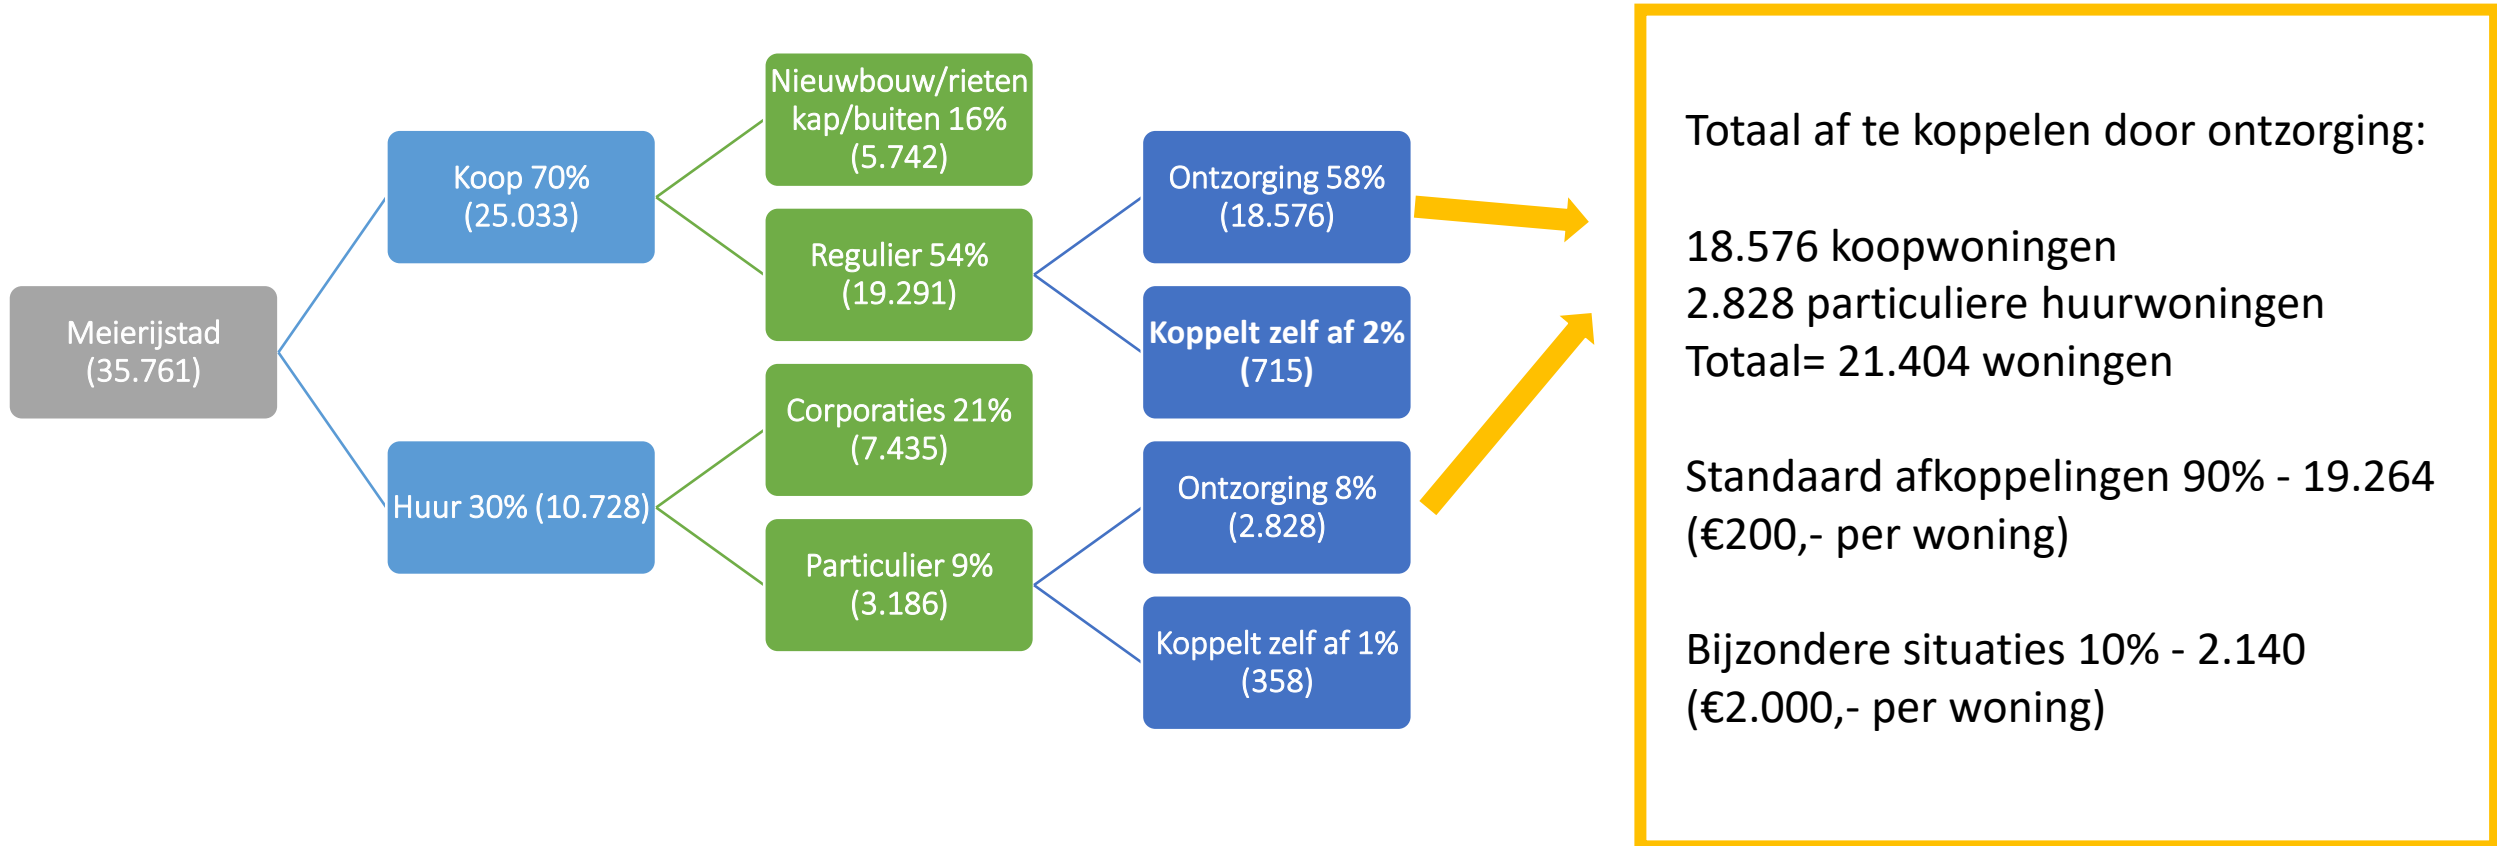 Meierijstad
(35.761)
Koop 70%
(25.033)
Huur 30% (10.728)
Nieuwbouw/rieten
kap/buiten 16%
(5.742)
Regulier 54%
(19.291)
Corporaties 21%
(7.435)
Particulier 9%
(3.186)
Ontzorging 58%
(18.576)
Koppelt zelf af 2%
(715)
Ontzorging 8%
(2.828)
Koppelt zelf af 1%
(358)
Totaal af te koppelen door ontzorging:
18.576 koopwoningen
2.828 particuliere huurwoningen
Totaal= 21.404 woningen
Standaard afkoppelingen 90% - 19.264
(€200,- per woning)
Bijzondere situaties 10% - 2.140
(€2.000,- per woning)